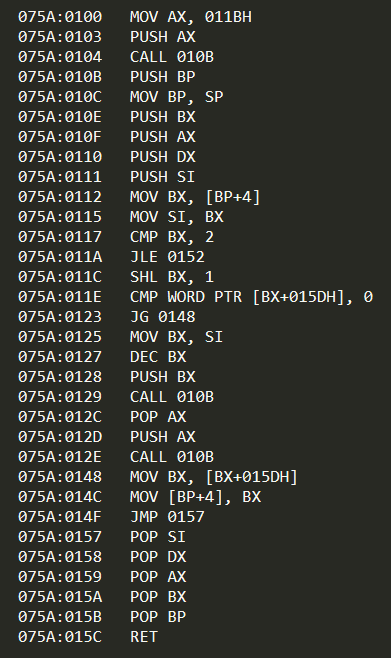 075A:0100 MOV AX, 011BH
075A:0103 PUSH AX
075A:0104 CALL 010B
075A:010B PUSH BP
075A:010C MOV BP, SP
075A:010E PUSH BX
075A:010F PUSH AX
075A:0110 PUSH DX
075A:0111 PUSH SI
075A:0112 MOV BX, [BP+4]
075A:0115 MOV SI, BX
075A:0117 CMP BX, 2
075A:011A JLE 0152
075A:011C SHL BX, 1
075A:011E CMP WORD PTR [BX+015DH], 0
075A:0123 JG 0148
075A:0125 MOV BX, SI
075A:0127 DEC BX
075A:0128 PUSH BX
075A:0129 CALL 010B
075A:012C POP AX
075A:012D PUSH AX
075A:012E CALL 010B
075A:0148 MOV BX, [BX+015DH]
075A:014C MOV [BP+4], BX
075A:014F JMP 0157
075A:0157 POP SI
075A:0158 POP DX
075A:0159 POP AX
075A:015A POP BX
075A:015B POP BP
075A:015C RET